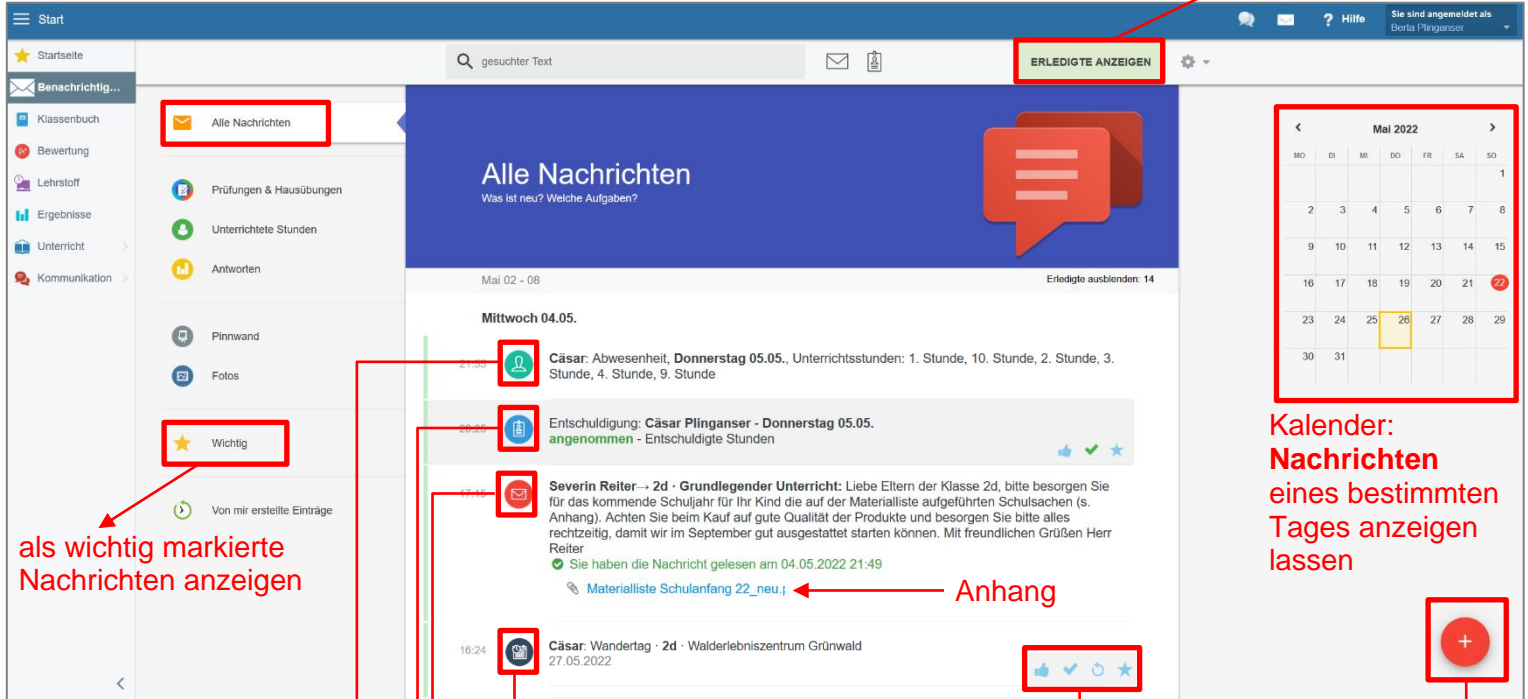 Start
? Hilfe
Sie sind angemeldet als
Berta Plinganser
Startseite
Benachrichtig...
Klassenbuch
Bewertung
Lehrstoff
Ergebnisse
Unterricht
Kommunikation
gesuchter Text
ERLEDIGTE ANZEIGEN
Alle Nachrichten
Prüfungen & Hausübungen
Unterrichtete Stunden
Antworten
Pinnwand
Fotos
Wichtig
Von mir erstellte Einträge
als wichtig markierte
Nachrichten anzeigen
Alle Nachrichten
Was ist neu? Welche Aufgaben?
Mai 02 - 08
Erledigte ausblenden: 14
Mittwoch 04.05.
Cäsar: Abwesenheit, Donnerstag 05.05., Unterrichtsstunden: 1. Stunde, 10. Stunde, 2. Stunde, 3.
Stunde, 4. Stunde, 9. Stunde
Entschuldigung: Cäsar Plinganser - Donnerstag 05.05.
angenommen - Entschuldigte Stunden
Severin Reiter→ 2d · Grundlegender Unterricht: Liebe Eltern der Klasse 2d, bitte besorgen Sie
für das kommende Schuljahr für Ihr Kind die auf der Materialliste aufgeführten Schulsachen (s.
Anhang). Achten Sie beim Kauf auf gute Qualität der Produkte und besorgen Sie bitte alles
rechtzeitig, damit wir im September gut ausgestattet starten können. Mit freundlichen Grüßen Herr
Reiter
Sie haben die Nachricht gelesen am 04.05.2022 21:49
Materialliste Schulanfang 22_neu.p
Anhang
16:24
Cäsar: Wandertag · 2d · Walderlebniszentrum Grünwald
27.05.2022
Mai 2022
MO DI MI DO FR SA SO
1
2 3 4 5 6 7 8
9 10 11 12 13 14 15
16 17 18 19 20 21 22
23 24 25 26 27 28 29
30 31
Kalender:
Nachrichten
eines bestimmten
Tages anzeigen
lassen